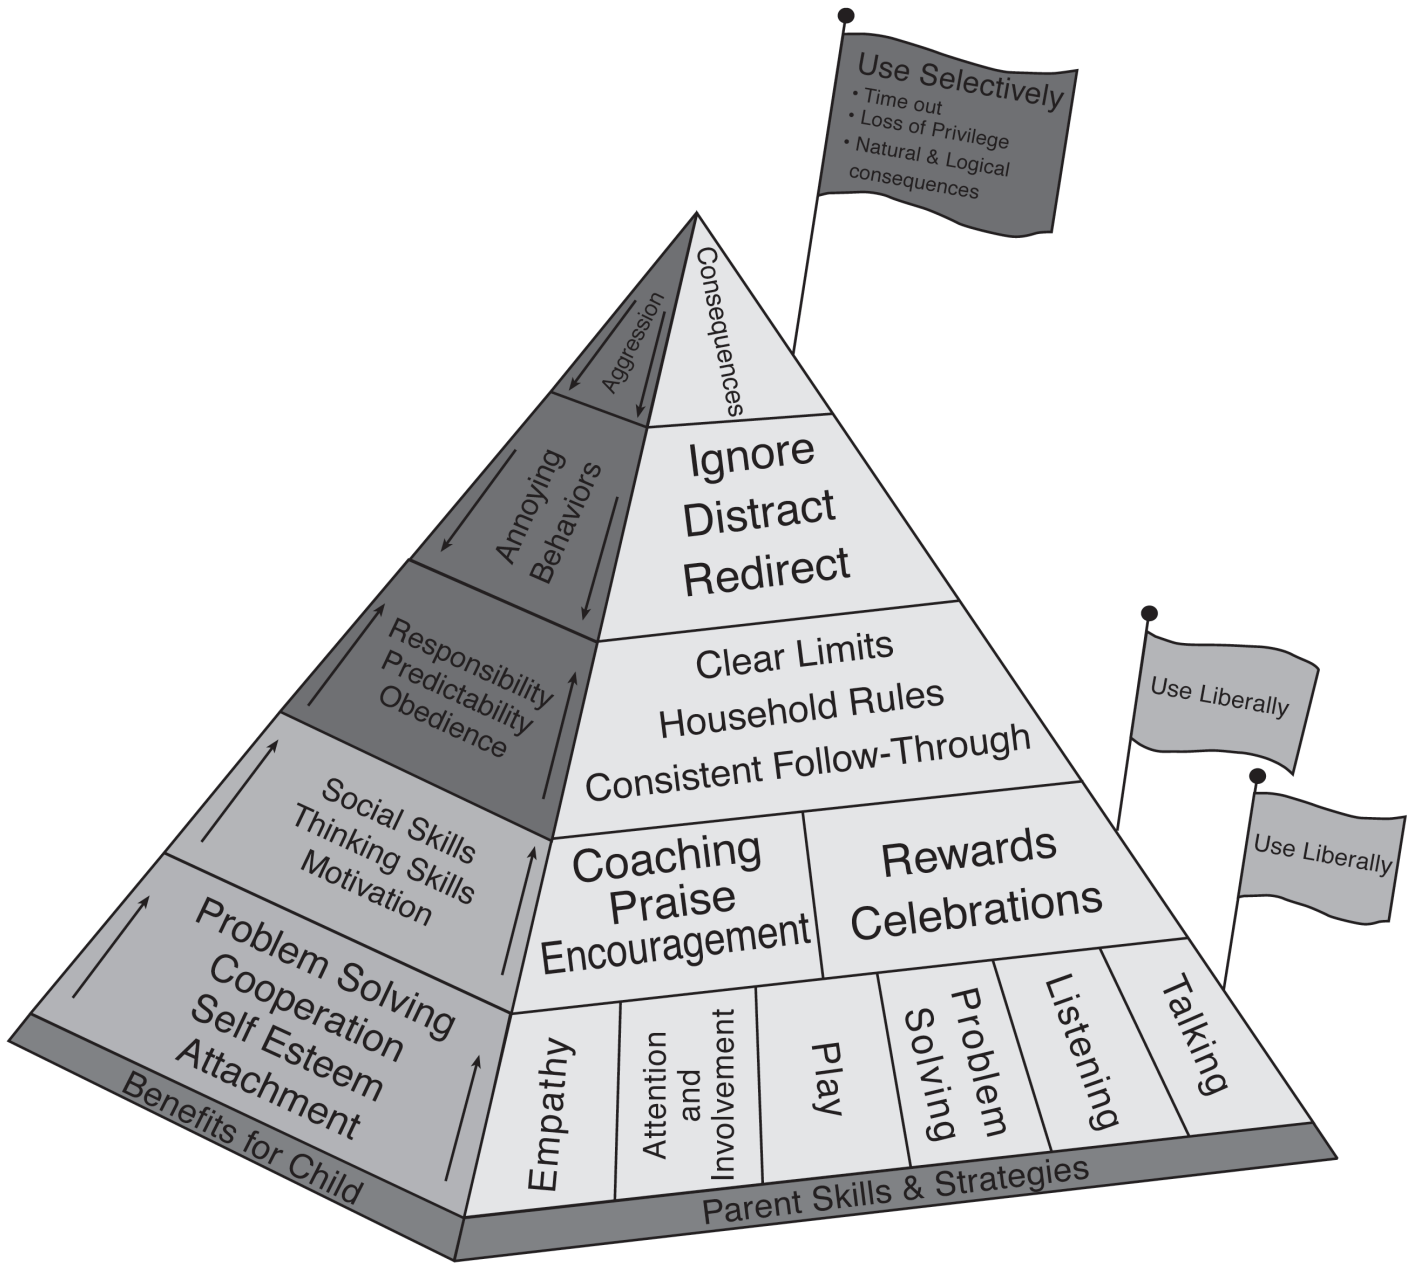 Use Selectively
• Time out
• Loss of Privilege
• Natural & Logical
consequences
Aggression
Consequences
Annoying
Behaviors
Ignore
Distract
Redirect
Responsibility
Predictability
Obedience
Clear Limits
Household Rules
Consistent Follow-Through
Use Liberally
Social Skills
Thinking Skills
Motivation
Coaching
Praise
Encouragement
Rewards
Celebrations
Use Liberally
Problem Solving
Cooperation
Self Esteem
Attachment
Empathy
Attention
and
Involvement
Play
Problem
Solving
Listening
Talking
Benefits for Child
Parent Skills & Strategies